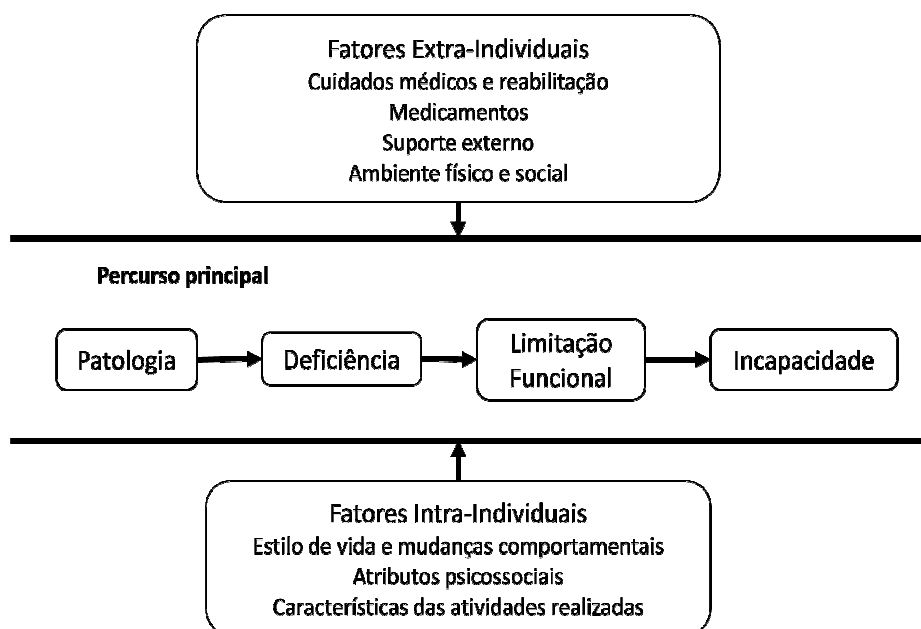 Fatores Extra-Individuais
Cuidados médicos e reabilitação
Medicamentos
Suporte externo
Ambiente físico e social
Percurso principal
Patologia
Deficiência
Limitação
Funcional
Incapacidade
Fatores Intra-Individuais
Estilo de vida e mudanças comportamentais
Atributos psicossociais
Características das atividades realizadas